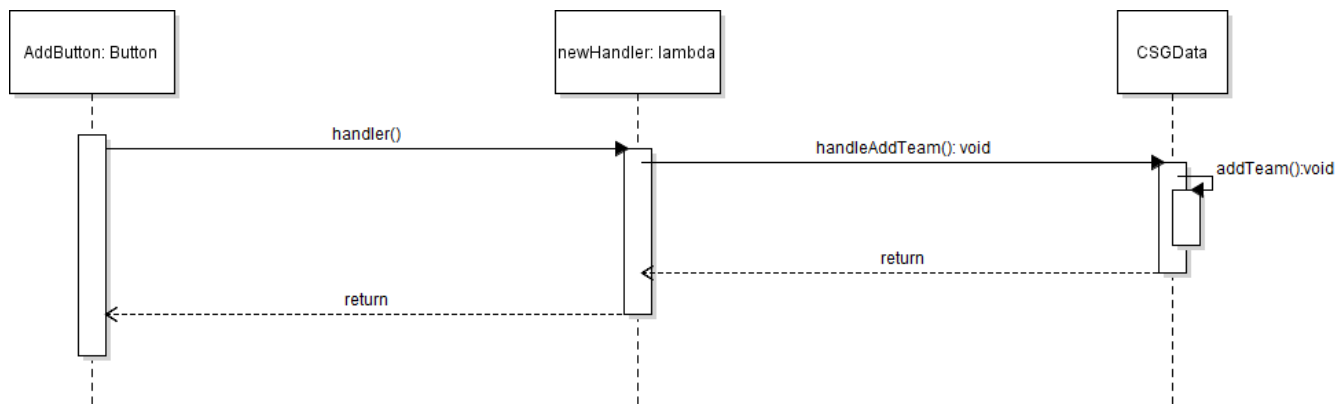 AddButton: Button
newHandler: lambda
CSGData
handler()
handleAddTeam(): void
addTeam():void
return
return